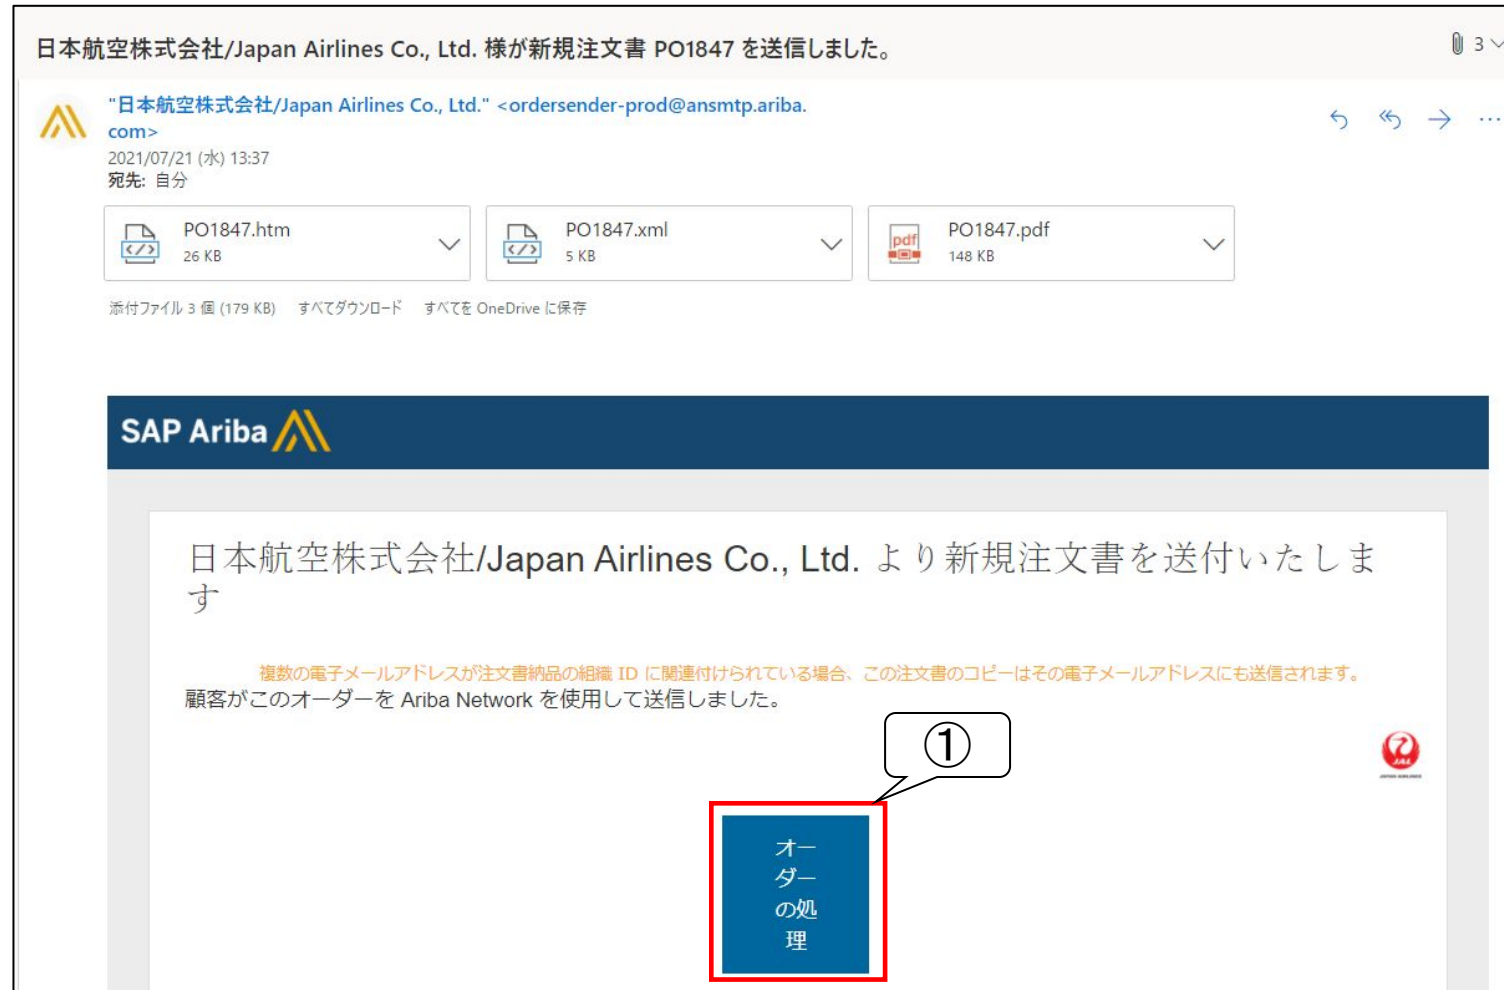 日本航空株式会社/Japan Airlines Co., Ltd. 様が新規注文書 PO1847 を送信しました。
3
"日本航空株式会社/Japan Airlines Co., Ltd." <ordersender-prod@ansmtp.ariba.
com>
2021/07/21 (水) 13:37
宛先: 自分
PO1847.htm
26 KB
PO1847.xml
5 KB
pdf
PO1847.pdf
148 KB
添付ファイル 3 個 (179 KB) すべてダウンロード すべてを OneDrive に保存
SAP Ariba
日本航空株式会社/Japan Airlines Co., Ltd. より新規注文書を送付いたしま
す
複数の電子メールアドレスが注文書納品の組織 ID に関連付けられている場合、この注文書のコピーはその電子メールアドレスにも送信されます。
顧客がこのオーダーを Ariba Network を使用して送信しました。
①
JAL
JAPAN AIRLINES
オー
ダー
の処
理